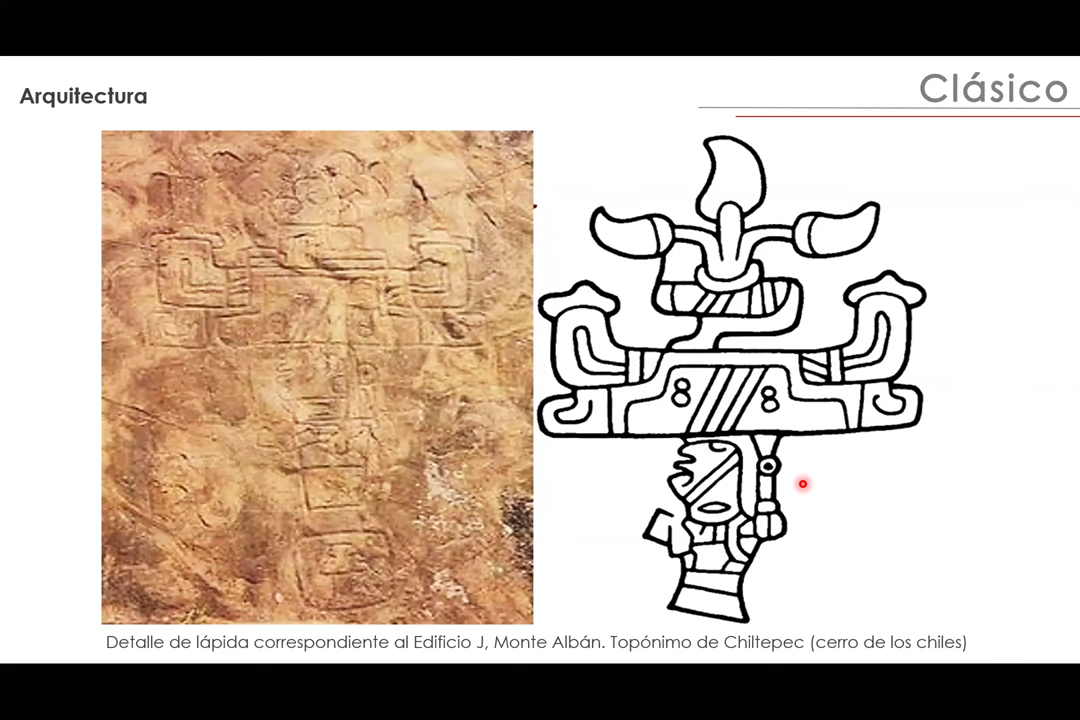 Arquitectura
Clásico
Detalle de lápida correspondiente al Edificio J, Monte Albán. Topónimo de Chiltepec (cerro de los chiles)